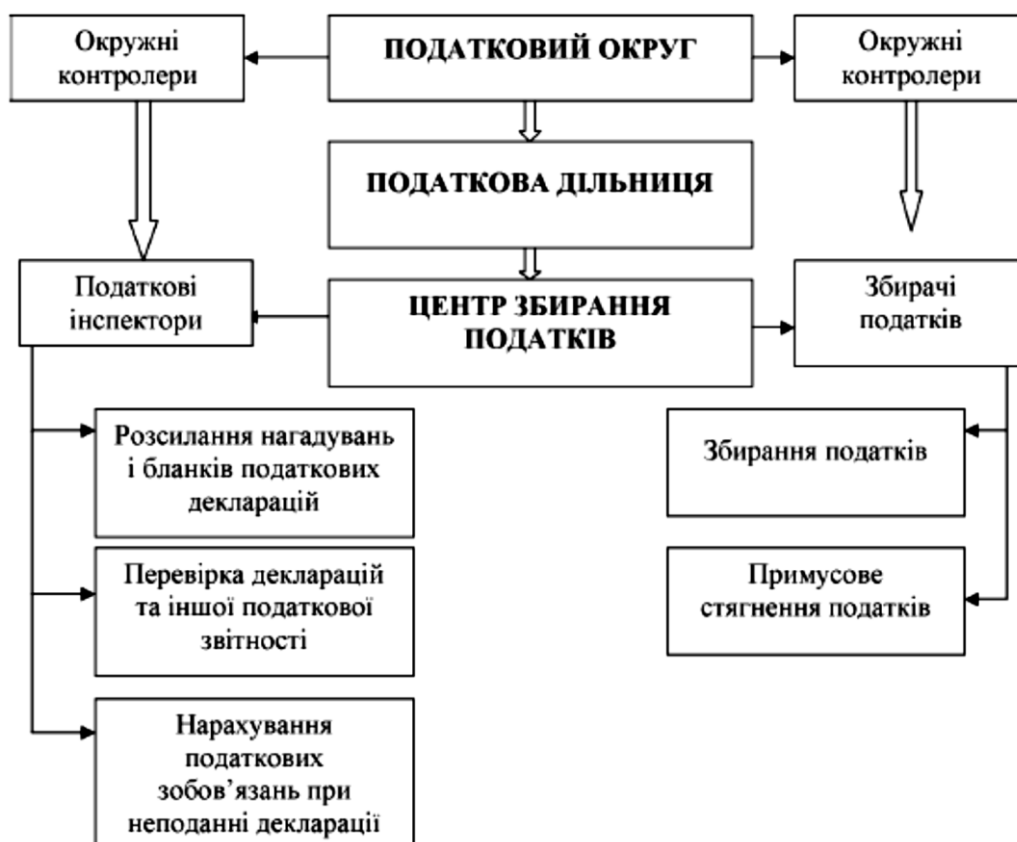 Окружні
контролери
ПОДАТКОВИЙ ОКРУГ
Окружні
контролери
ПОДАТКОВА ДІЛЬНИЦЯ
Податкові
інспектори
ЦЕНТР ЗБИРАННЯ
ПОДАТКІВ
Збирачі
податків
Розсилання нагадувань
і бланків податкових
декларацій
Збирання податків
Перевірка декларацій
та іншої податкової
звітності
Примусове
стягнення податків
Нарахування
податкових
зобов’язань при
неподанні декларації